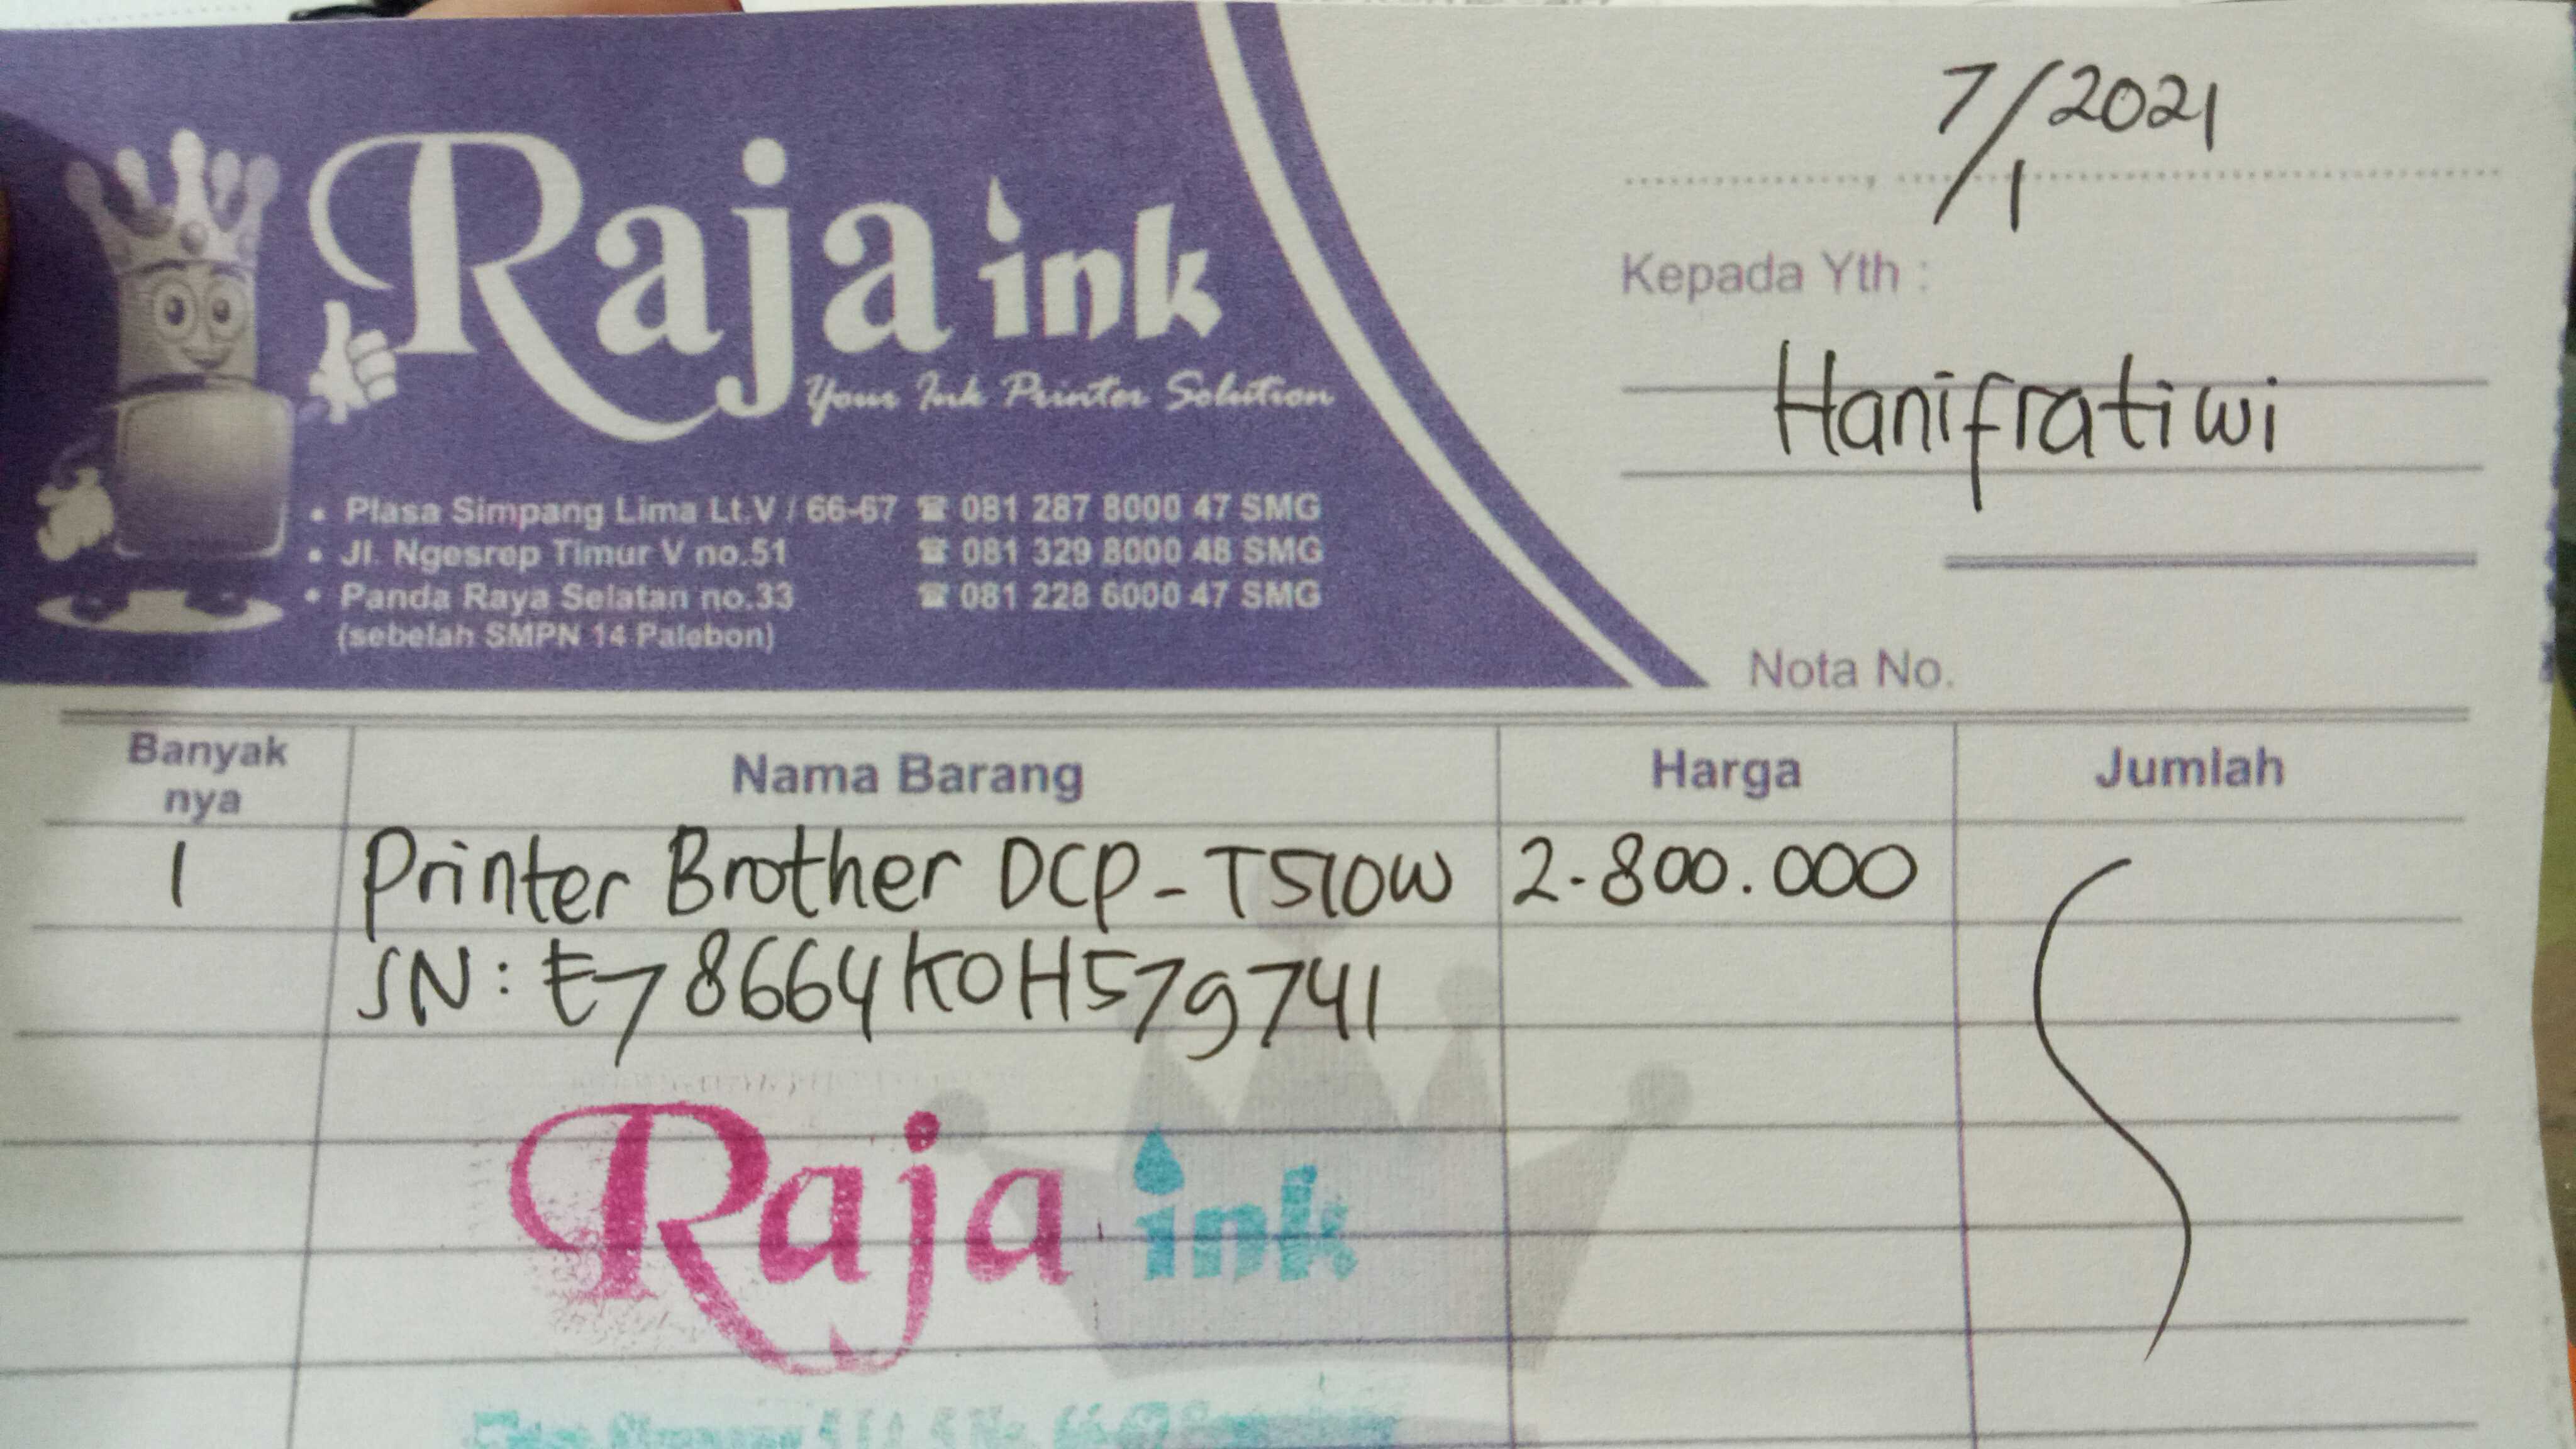 Raja ink
Your Ink Printer Solution
• Plasa Simpang Lima Lt.V / 66-67 ☎ 081 287 8000 47 SMG
• Jl. Ngesrep Timur V no.51 ☎ 081 329 8000 48 SMG
• Panda Raya Selatan no.33 ☎ 081 228 6000 47 SMG
(sebelah SMPN 14 Palebon)
7/1 2021
Kepada Yth :
Hanifratiwi
Nota No.
Banyak nya Nama Barang Harga Jumlah
1 Printer Brother DCP-T510W 2.800.000
SN: E78664K0H579741
Raja ink